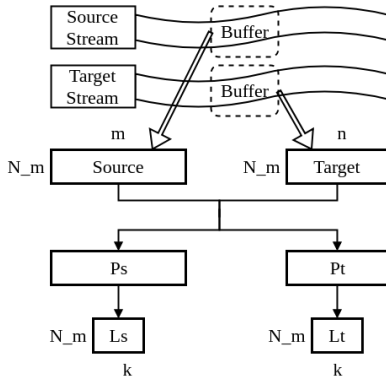 Source
Stream
Buffer
Target
Stream
Buffer
m
n
N_m
Source
N_m
Target
Ps
Pt
N_m
Ls
N_m
Lt
k
k